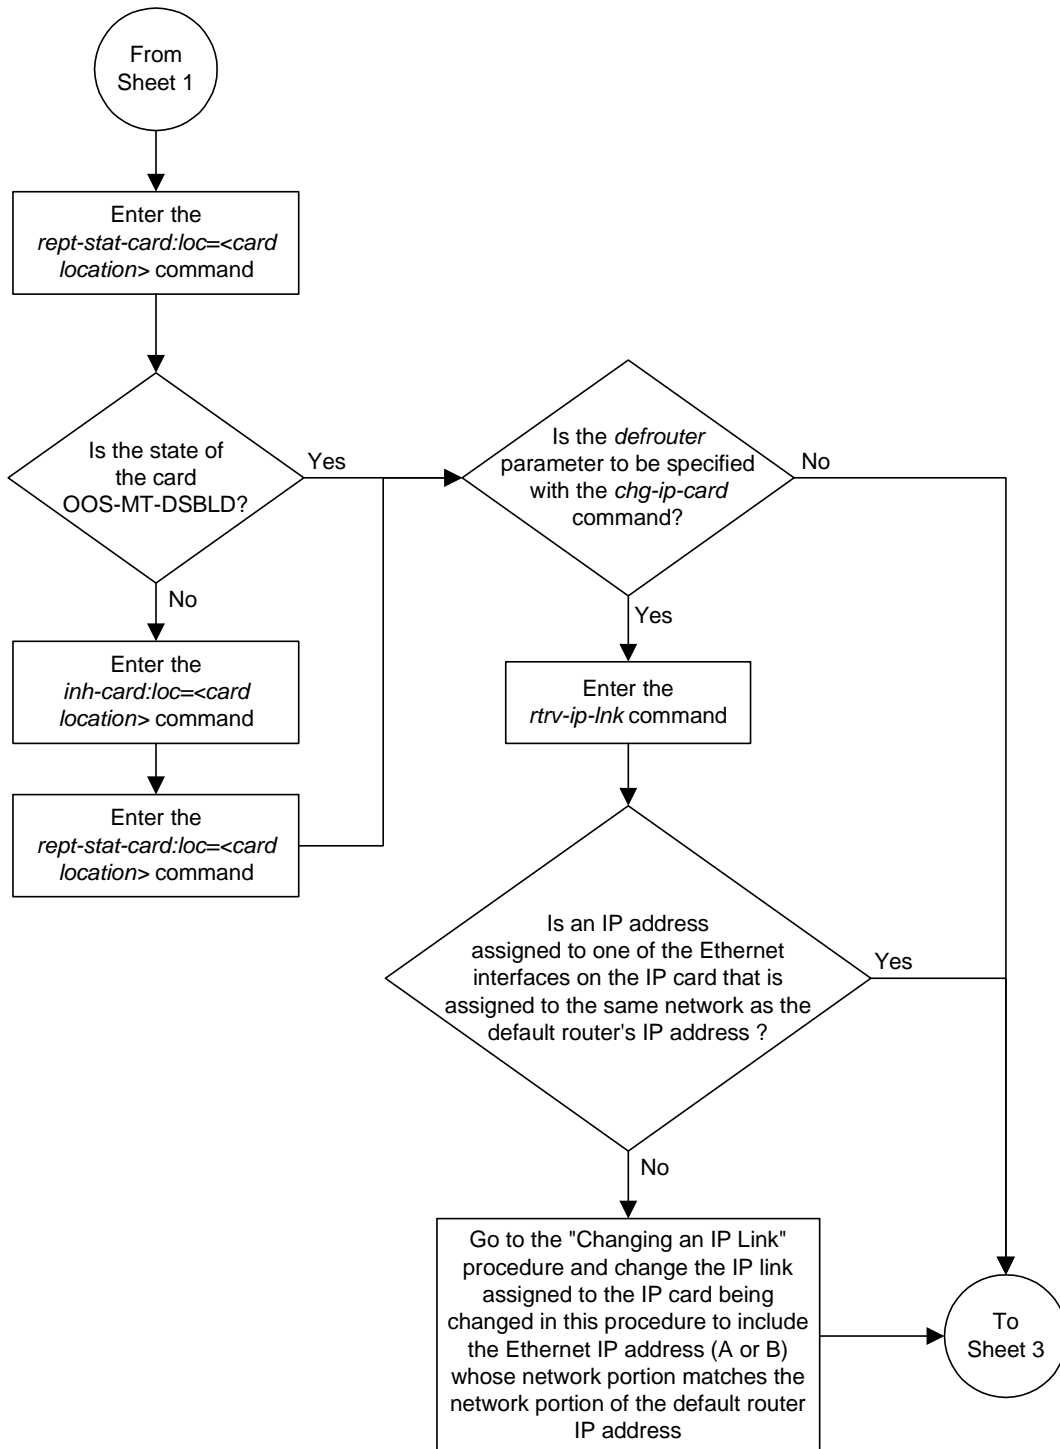 From
Sheet 1
Enter the
rept-stat-card:loc=<card
location> command
Is the state of
the card
OOS-MT-DSBLD?
Yes
No
Enter the
inh-card:loc=<card
location> command
Enter the
rept-stat-card:loc=<card
location> command
Is the defrouter
parameter to be specified
with the chg-ip-card
command?
No
Yes
Enter the
rtrv-ip-lnk command
Is an IP address
assigned to one of the Ethernet
interfaces on the IP card that is
assigned to the same network as the
default router's IP address ?
Yes
No
Go to the "Changing an IP Link"
procedure and change the IP link
assigned to the IP card being
changed in this procedure to include
the Ethernet IP address (A or B)
whose network portion matches the
network portion of the default router
IP address
To
Sheet 3